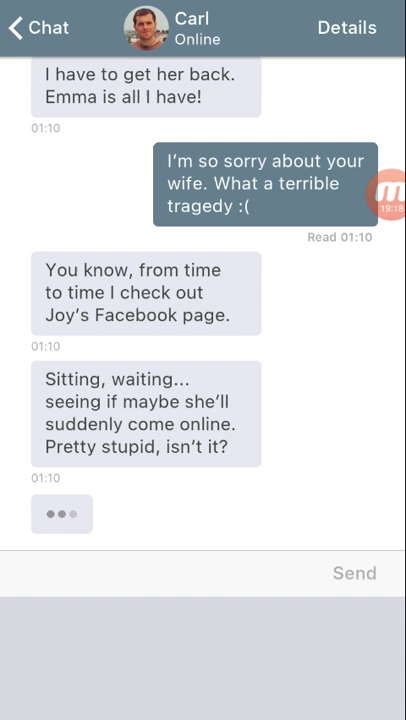 Chat
Carl
Online
Details
I have to get her back.
Emma is all I have!
01:10
I’m so sorry about your
wife. What a terrible
tragedy :(
19:18
Read 01:10
You know, from time
to time I check out
Joy’s Facebook page.
01:10
Sitting, waiting...
seeing if maybe she’ll
suddenly come online.
Pretty stupid, isn’t it?
01:10
Send